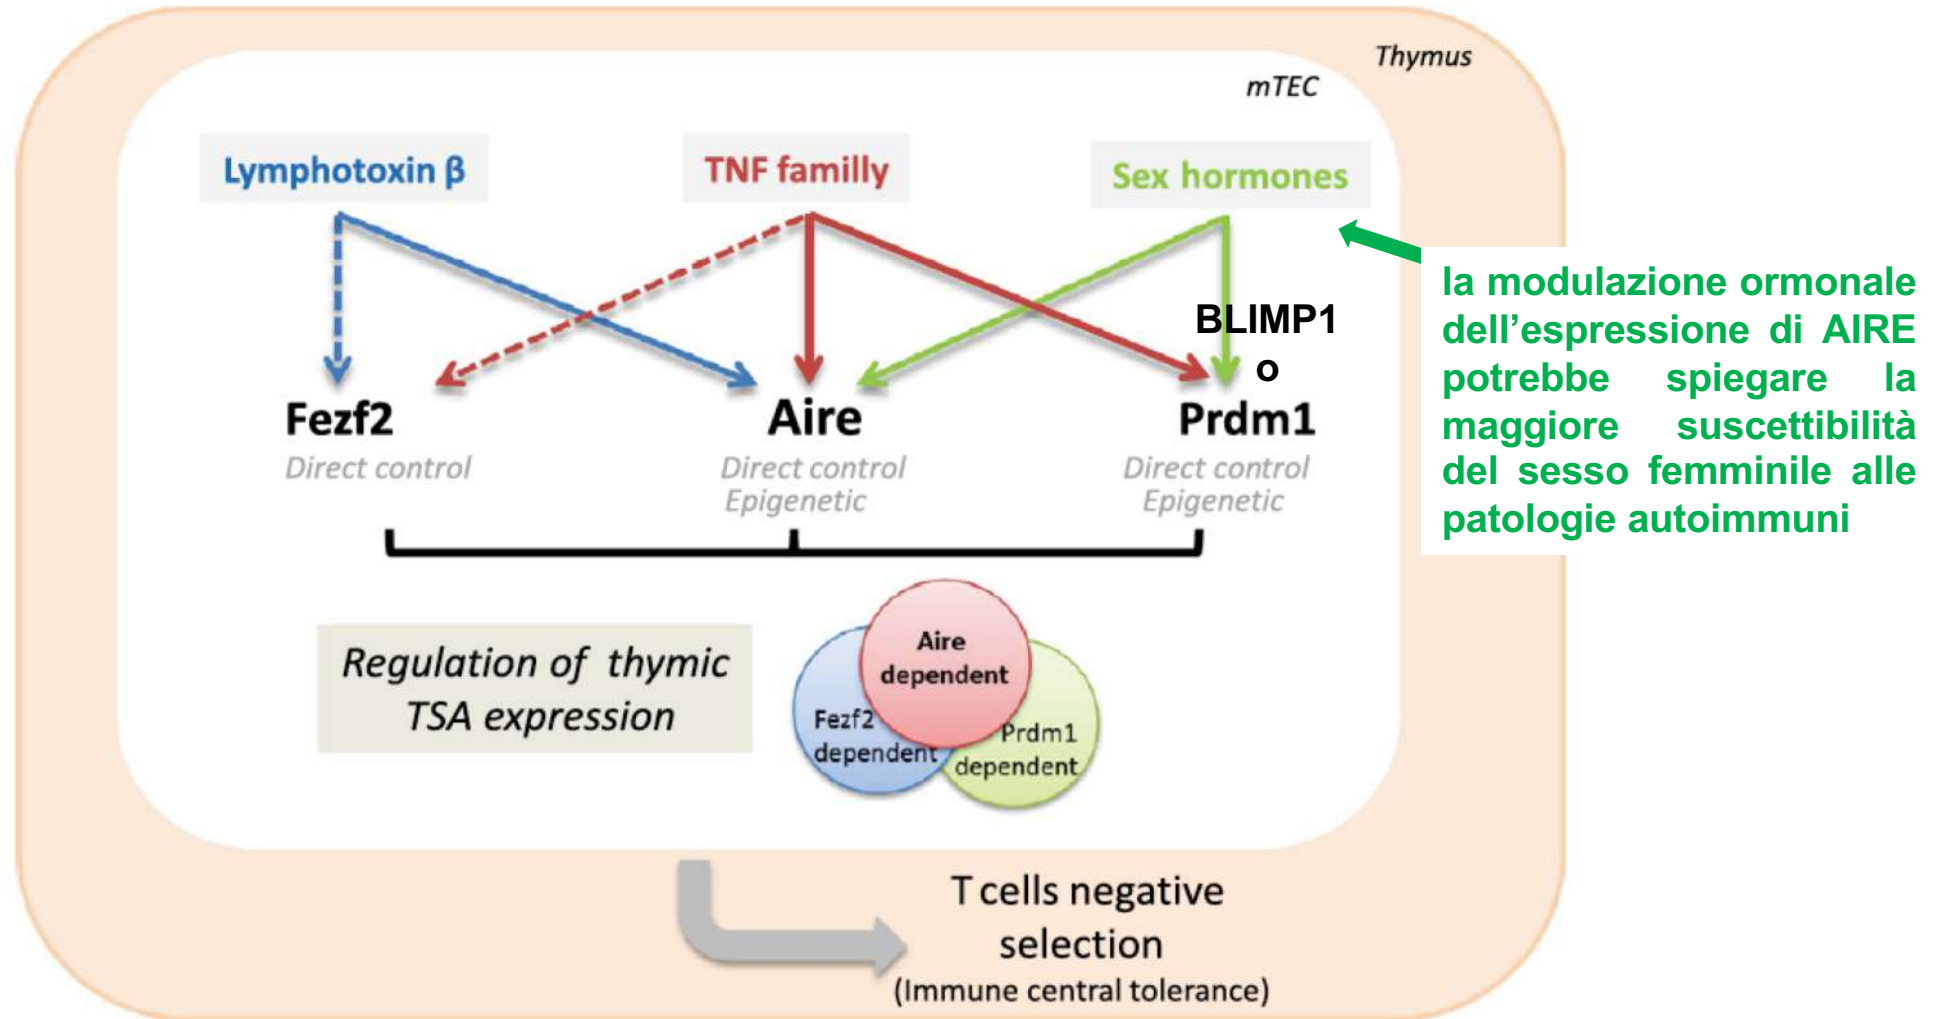 Thymus
mTEC
Lymphotoxin β
TNF familly
Sex hormones
la modulazione ormonale
dell’espressione di AIRE
potrebbe spiegare la
maggiore suscettibilità
del sesso femminile alle
patologie autoimmuni
BLIMP1
o
Fezf2
Direct control
Aire
Direct control
Epigenetic
Prdm1
Direct control
Epigenetic
Regulation of thymic
TSA expression
Aire
dependent
Fezf2
dependent
Prdm1
dependent
T cells negative
selection
(Immune central tolerance)